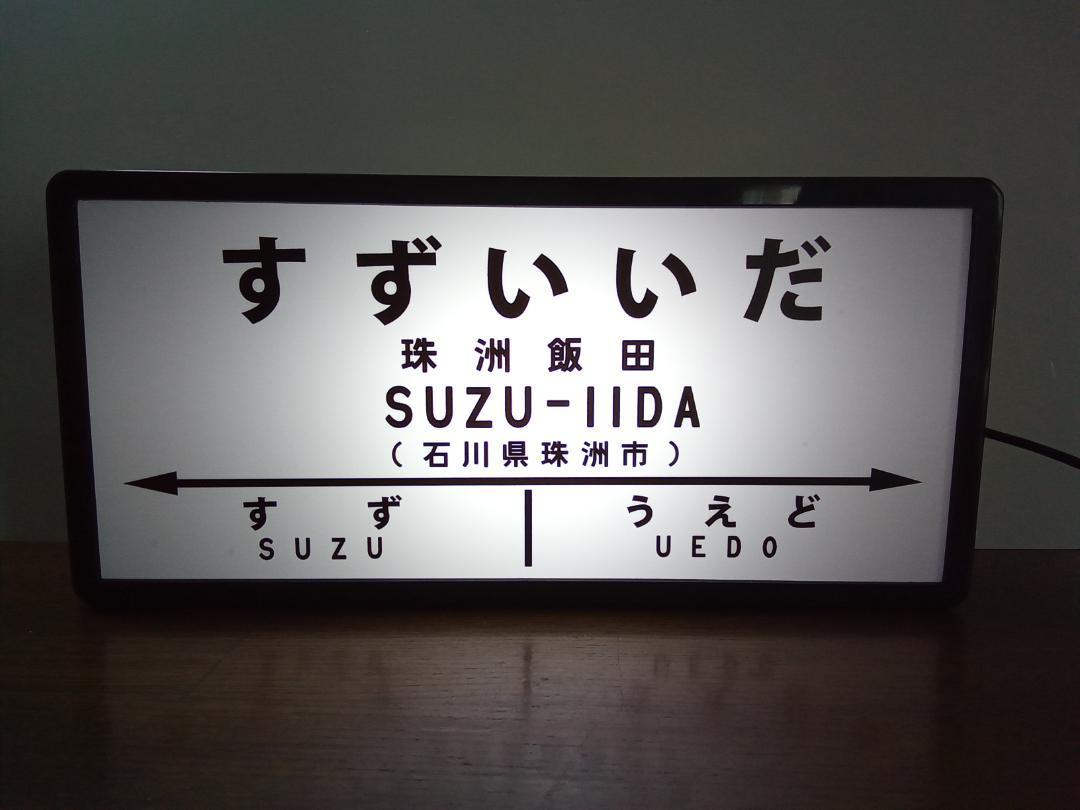 すずいいだ
珠洲飯田
SUZU-IIDA
(石川県珠洲市)
すず うえど
SUZU UEDO